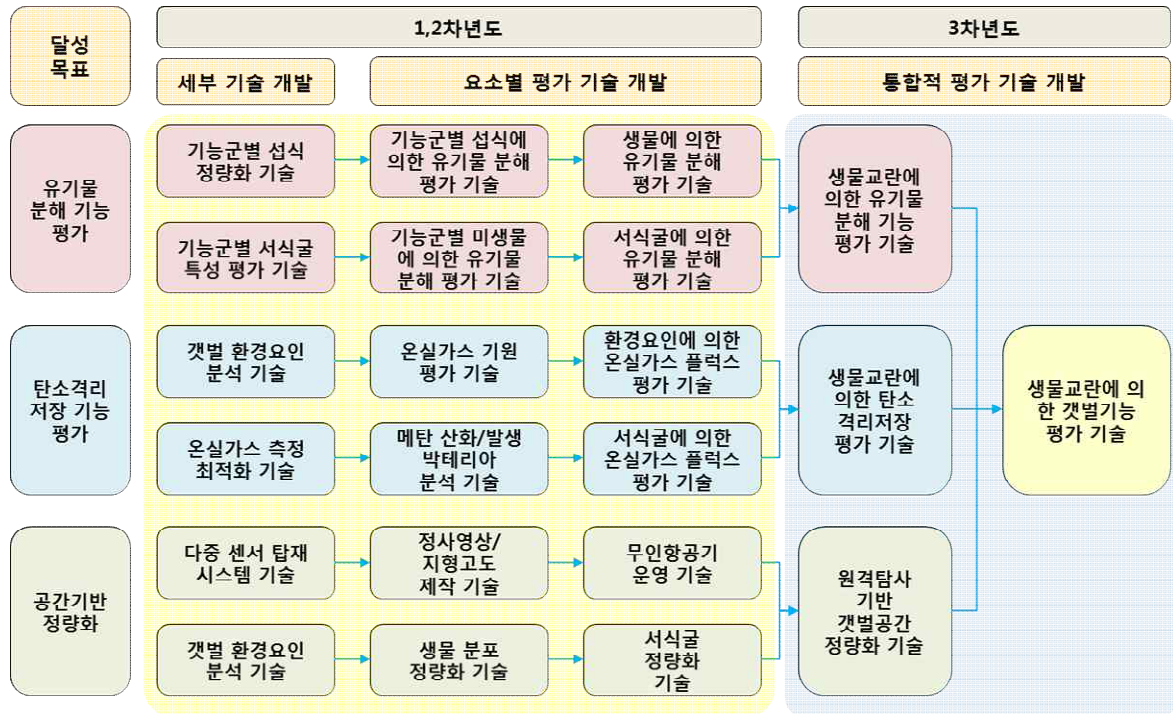 달성
목표
1,2차년도
3차년도
세부 기술 개발
요소별 평가 기술 개발
통합적 평가 기술 개발
유기물
분해 기능
평가
기능군별 섭식
정량화 기술
기능군별 섭식에
의한 유기물 분해
평가 기술
생물에 의한
유기물 분해
평가 기술
기능군별 서식굴
특성 평가 기술
기능군별 미생물
에 의한 유기물
분해 평가 기술
서식굴에 의한
유기물 분해
평가 기술
생물교란에
의한 유기물
분해 기능
평가 기술
탄소격리
저장 기능
평가
갯벌 환경요인
분석 기술
온실가스 기원
평가 기술
환경요인에 의한
온실가스 플럭스
평가 기술
온실가스 측정
최적화 기술
메탄 산화/발생
박테리아
분석 기술
서식굴에 의한
온실가스 플럭스
평가 기술
생물교란에
의한 탄소
격리저장
평가 기술
생물교란에 의
한 갯벌기능
평가 기술
공간기반
정량화
다중 센서 탑재
시스템 기술
정사영상/
지형고도
제작 기술
무인항공기
운영 기술
갯벌 환경요인
분석 기술
생물 분포
정량화 기술
서식굴
정량화
기술
원격탐사
기반
갯벌공간
정량화 기술